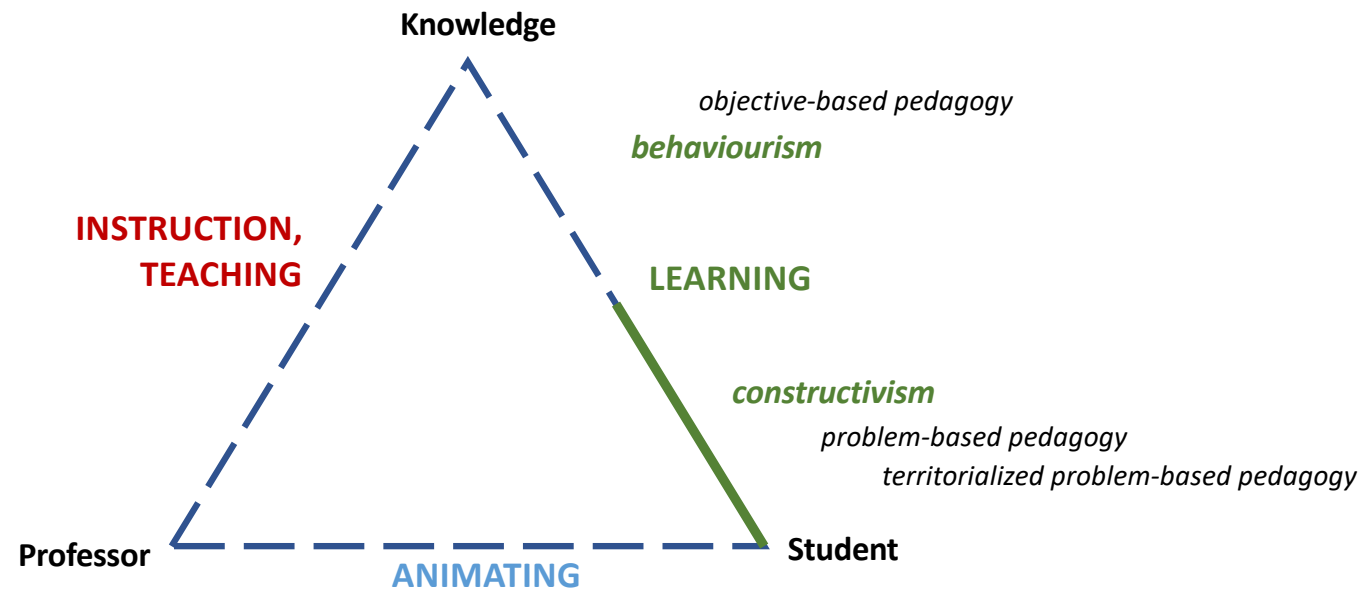 Knowledge
objective-based pedagogy
behaviourism
INSTRUCTION,
TEACHING
LEARNING
constructivism
problem-based pedagogy
territorialized problem-based pedagogy
Professor
Student
ANIMATING